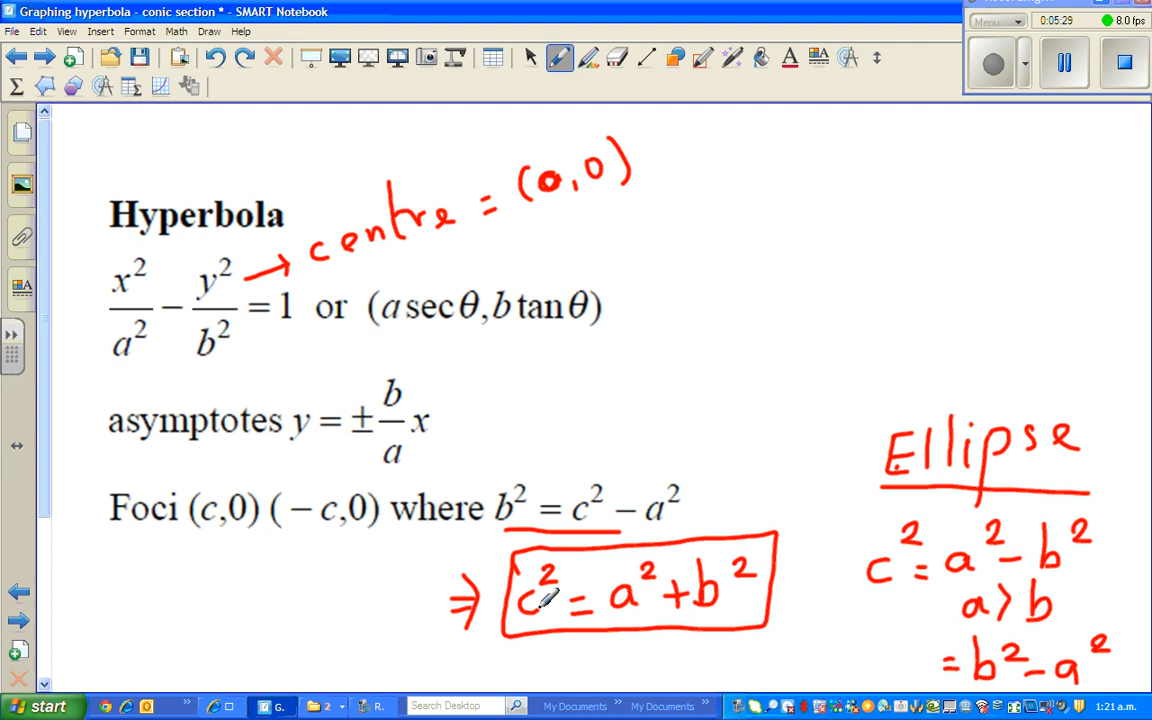 Graphing hyperbola - conic section * - SMART Notebook
File Edit View Insert Format Math Draw Help
Menu 0:05:29 8.0 fps
centre = (0,0)
Hyperbola
x²/a² − y²/b² = 1 or (a sec θ, b tan θ)
asymptotes y = ± b/a x
Ellipse
Foci (c,0) (−c,0) where b² = c² − a²
c² = a² − b²
⇒ c² = a² + b²
a > b
= b² − a²
start G. 2 R. Search Desktop My Documents My Documents 1:21 a.m.